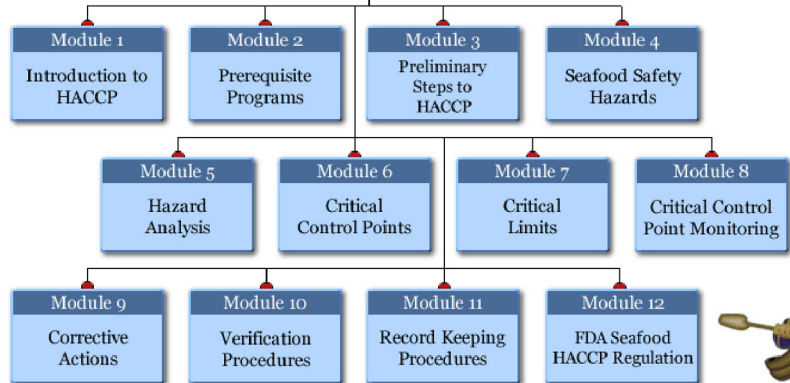 Module 1
Introduction to
HACCP
Module 2
Prerequisite
Programs
Module 3
Preliminary
Steps to
HACCP
Module 4
Seafood Safety
Hazards
Module 5
Hazard
Analysis
Module 6
Critical
Control Points
Module 7
Critical
Limits
Module 8
Critical Control
Point Monitoring
Module 9
Corrective
Actions
Module 10
Verification
Procedures
Module 11
Record Keeping
Procedures
Module 12
FDA Seafood
HACCP Regulation